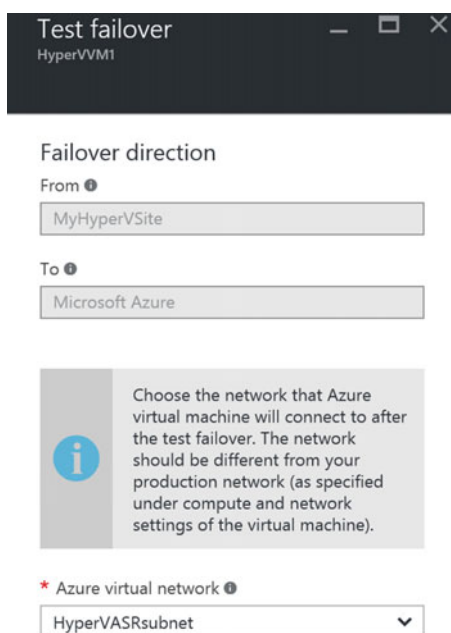 Test failover
HyperVVM1
Failover direction
From
MyHyperVSite
To
Microsoft Azure
Choose the network that Azure
virtual machine will connect to after
the test failover. The network
should be different from your
production network (as specified
under compute and network
settings of the virtual machine).
* Azure virtual network
HyperVASRsubnet